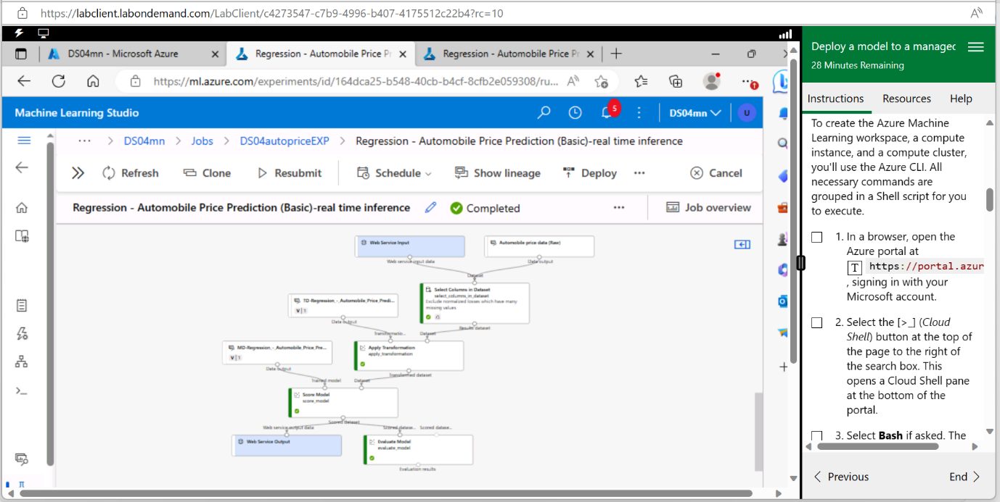 https://labclient.labondemand.com/LabClient/c4273547-c7b9-4996-b407-4175512c22b4?rc=10
DS04mn - Microsoft Azure
Regression - Automobile Price Pr
Regression - Automobile Price Pr
https://ml.azure.com/experiments/id/164dca25-b548-40cb-b4cf-8cfb2e059308/ru...
Machine Learning Studio
5
DS04mn
U
... > DS04mn > Jobs > DS04autopriceEXP > Regression - Automobile Price Prediction (Basic)-real time inference
Refresh
Clone
Resubmit
Schedule
Show lineage
Deploy
...
Cancel
Regression - Automobile Price Prediction (Basic)-real time inference
Completed
...
Job overview
Web Service Input
Automobile price data (Raw)
Web service input data
Data output
Dataset
Select Columns in Dataset
select_columns_in_dataset
Exclude normalized losses which have many
missing values
TD-Regression_-_Automobile_Price_Predi...
V 1
Data output
Results dataset
Transformatio...
Dataset
MD-Regression_-_Automobile_Price_Pre...
V 1
Apply Transformation
apply_transformation
Data output
Transformed dataset
Trained model
Dataset
Score Model
score_model
Scored dataset
Web service output data
Scored datase...
Scored datase...
Web Service Output
Evaluate Model
evaluate_model
Evaluation results
Deploy a model to a managed
28 Minutes Remaining
Instructions
Resources
Help
To create the Azure Machine
Learning workspace, a compute
instance, and a compute cluster,
you'll use the Azure CLI. All
necessary commands are
grouped in a Shell script for you
to execute.
1. In a browser, open the
Azure portal at
T https://portal.azur
, signing in with your
Microsoft account.
2. Select the [>_] (Cloud
Shell) button at the top of
the page to the right of
the search box. This
opens a Cloud Shell pane
at the bottom of the
portal.
3. Select Bash if asked. The
Previous
End